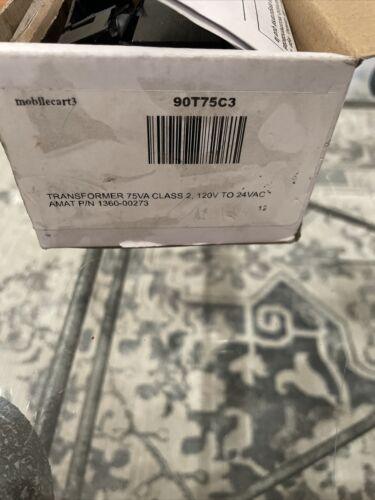 mobilecart3
90T75C3
TRANSFORMER 75VA CLASS 2, 120V TO 24VAC
AMAT P/N 1360-00273
12